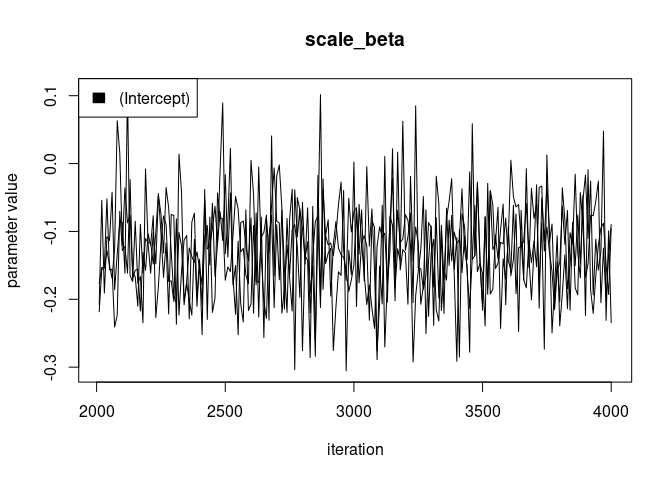 scale_beta
(Intercept)
parameter value
0.1
0.0
-0.1
-0.2
-0.3
2000 2500 3000 3500 4000
iteration